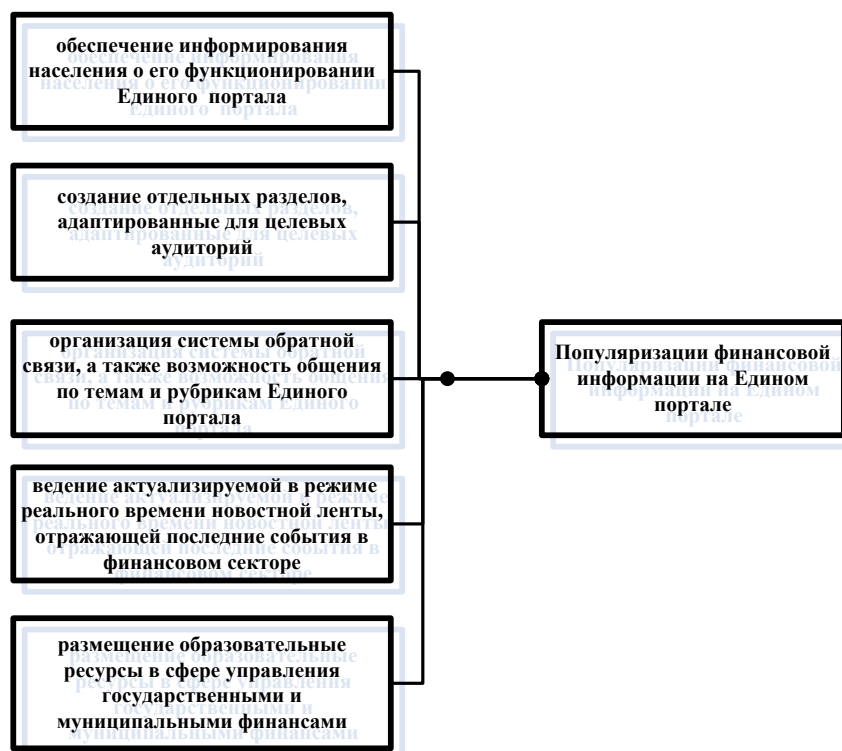 обеспечение информирования
населения о его функционировании
Единого портала
создание отдельных разделов,
адаптированные для целевых
аудиторий
организация системы обратной
связи, а также возможность общения
по темам и рубрикам Единого
портала
ведение актуализируемой в режиме
реального времени новостной ленты,
отражающей последние события в
финансовом секторе
размещение образовательные
ресурсы в сфере управления
государственными и
муниципальными финансами
Популяризации финансовой
информации на Едином
портале